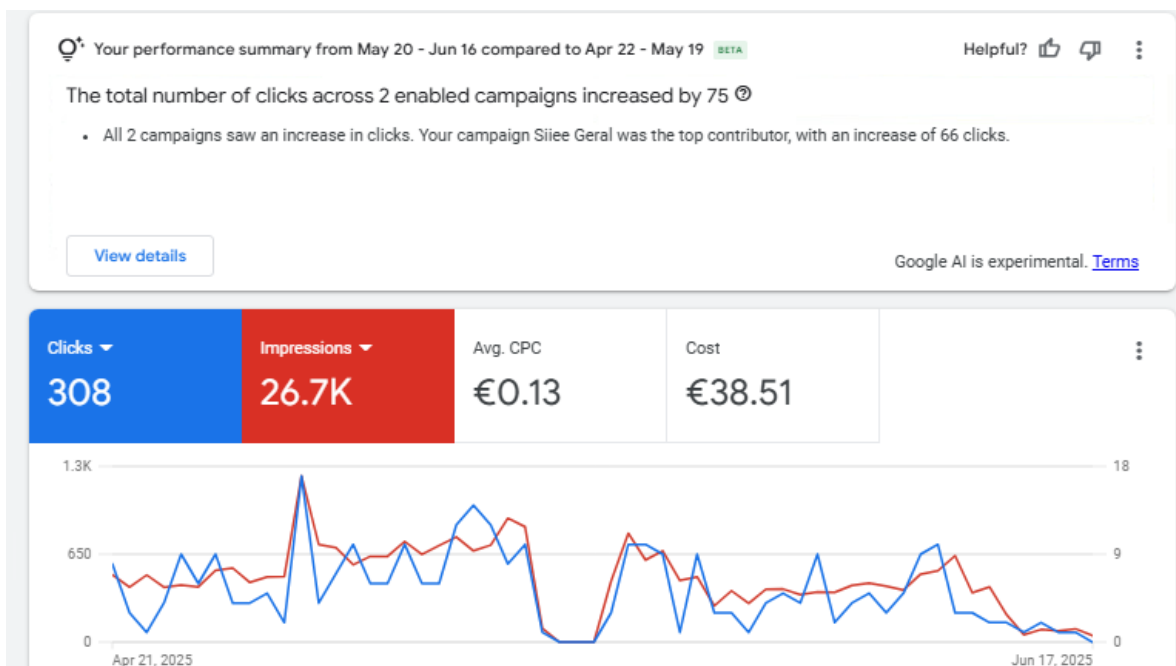 Your performance summary from May 20 - Jun 16 compared to Apr 22 - May 19 BETA Helpful?
The total number of clicks across 2 enabled campaigns increased by 75
• All 2 campaigns saw an increase in clicks. Your campaign Siiee Geral was the top contributor, with an increase of 66 clicks.
View details
Google AI is experimental. Terms
Clicks Impressions Avg. CPC Cost
308 26.7K €0.13 €38.51
1.3K 18
650 9
0 0
Apr 21, 2025 Jun 17, 2025